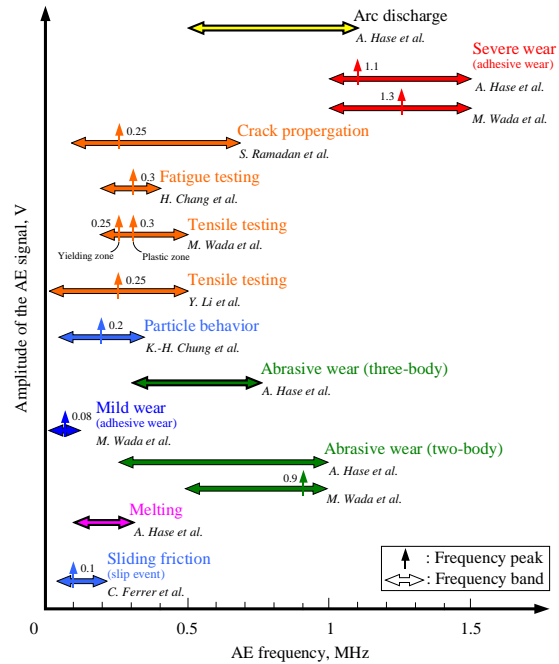 Arc discharge
A. Hase et al.
Severe wear
(adhesive wear)
1.1
A. Hase et al.
1.3
M. Wada et al.
0.25
Crack propergation
S. Ramadan et al.
0.3
Fatigue testing
H. Chang et al.
0.25
0.3
Tensile testing
M. Wada et al.
Yielding zone
Plastic zone
0.25
Tensile testing
Y. Li et al.
0.2
Particle behavior
K.-H. Chung et al.
Abrasive wear (three-body)
A. Hase et al.
Mild wear
(adhesive wear)
0.08
M. Wada et al.
Abrasive wear (two-body)
A. Hase et al.
0.9
M. Wada et al.
Melting
A. Hase et al.
Sliding friction
(slip event)
0.1
C. Ferrer et al.
: Frequency peak
: Frequency band
Amplitude of the AE signal, V
0
0.5
1
1.5
AE frequency, MHz